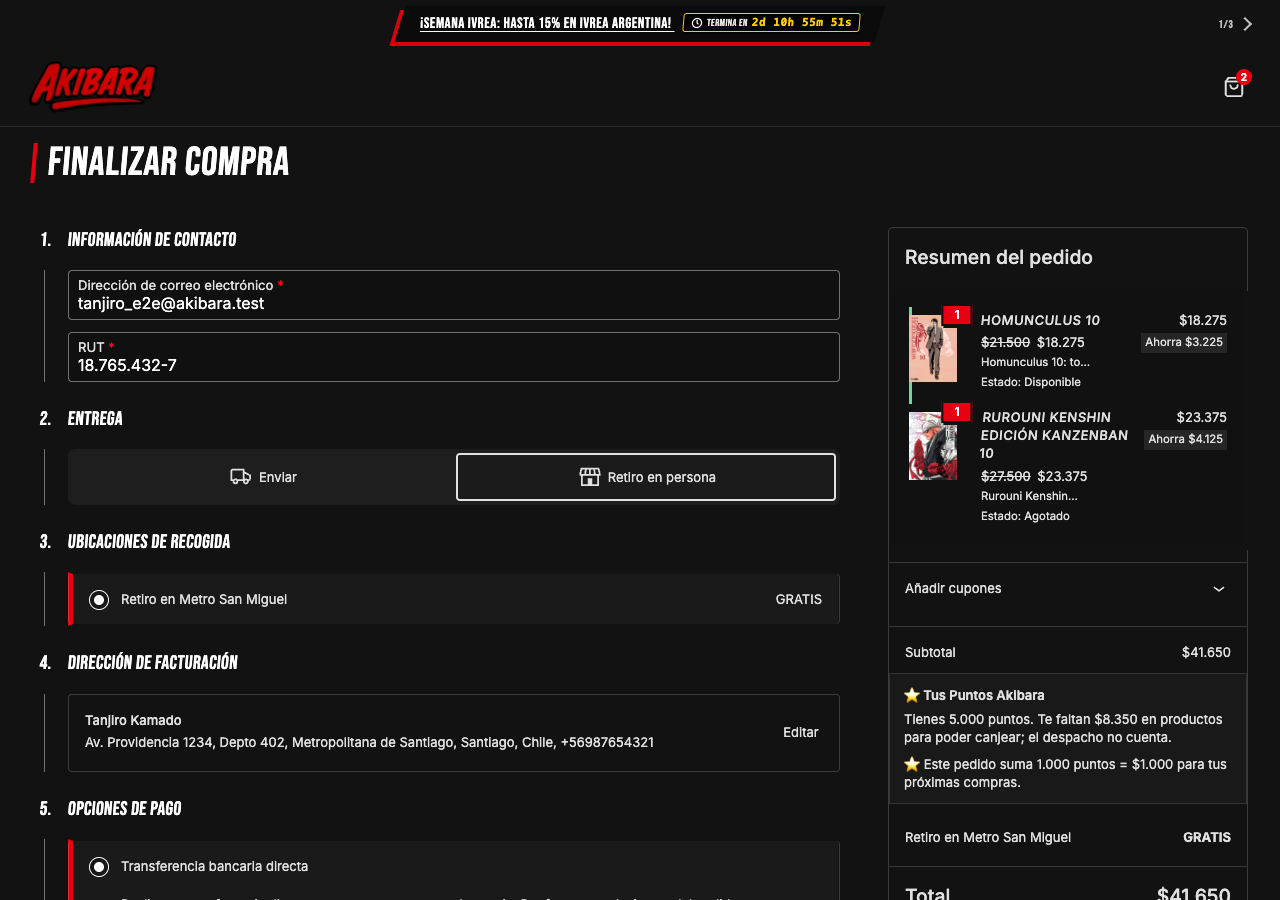 ¡SEMANA IVREA: HASTA 15% EN IVREA ARGENTINA! TERMINA EN 2d 10h 55m 51s
1/3
AKIBARA
2
FINALIZAR COMPRA
1. INFORMACIÓN DE CONTACTO
Dirección de correo electrónico *
tanjiro_e2e@akibara.test
RUT *
18.765.432-7
2. ENTREGA
Enviar
Retiro en persona
3. UBICACIONES DE RECOGIDA
Retiro en Metro San Miguel GRATIS
4. DIRECCIÓN DE FACTURACIÓN
Tanjiro Kamado
Av. Providencia 1234, Depto 402, Metropolitana de Santiago, Santiago, Chile, +56987654321
Editar
5. OPCIONES DE PAGO
Transferencia bancaria directa
Resumen del pedido
1
HOMUNCULUS 10 $18.275
$21.500 $18.275 Ahorra $3.225
Homunculus 10: to...
Estado: Disponible
1
RUROUNI KENSHIN $23.375
EDICIÓN KANZENBAN Ahorra $4.125
10
$27.500 $23.375
Rurouni Kenshin...
Estado: Agotado
Añadir cupones
Subtotal $41.650
⭐ Tus Puntos Akibara
Tienes 5.000 puntos. Te faltan $8.350 en productos
para poder canjear; el despacho no cuenta.
⭐ Este pedido suma 1.000 puntos = $1.000 para tus
próximas compras.
Retiro en Metro San Miguel GRATIS
Total $41.650